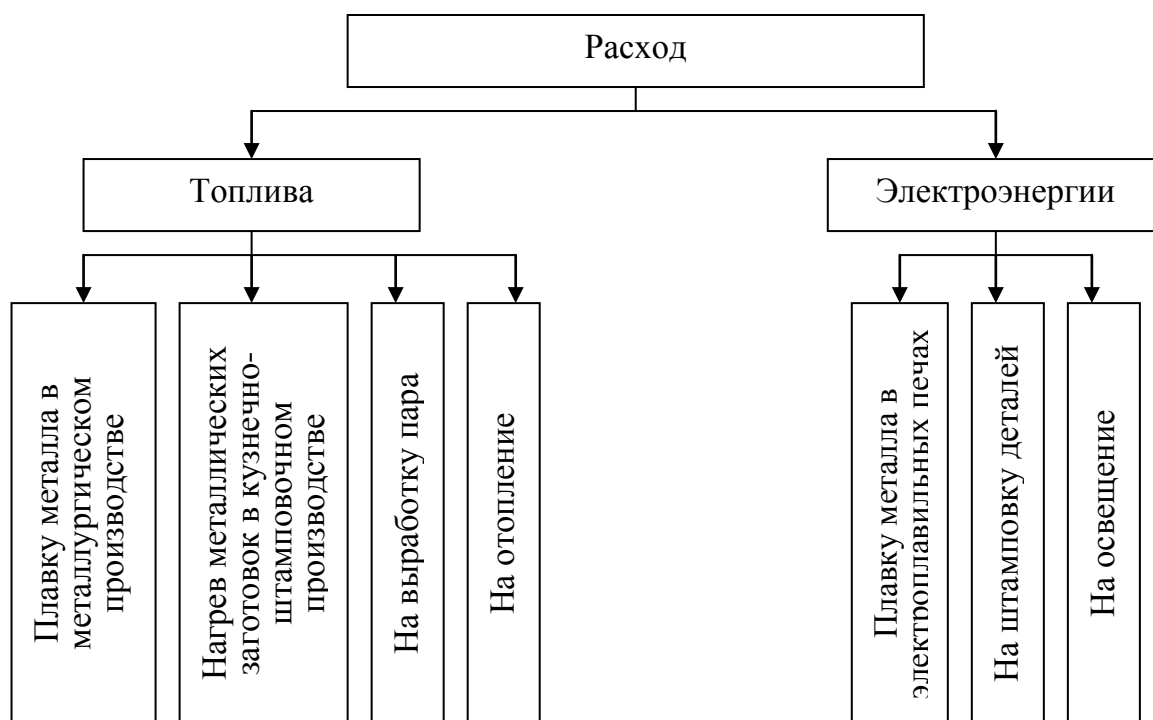 Расход
Топлива
Электроэнергии
Плавку металла в
металлургическом
производстве
Нагрев металлических
заготовок в кузнечно-
штамповочном
производстве
На выработку пара
На отопление
Плавку металла в
электроплавильных печах
На штамповку деталей
На освещение